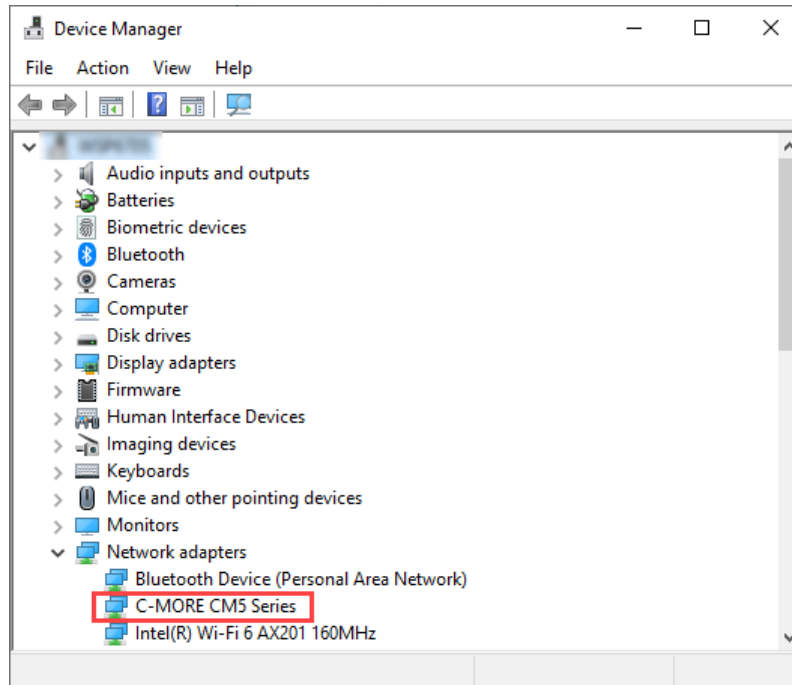 Device Manager
File Action View Help
Audio inputs and outputs
Batteries
Biometric devices
Bluetooth
Cameras
Computer
Disk drives
Display adapters
Firmware
Human Interface Devices
Imaging devices
Keyboards
Mice and other pointing devices
Monitors
Network adapters
Bluetooth Device (Personal Area Network)
C-MORE CM5 Series
Intel(R) Wi-Fi 6 AX201 160MHz